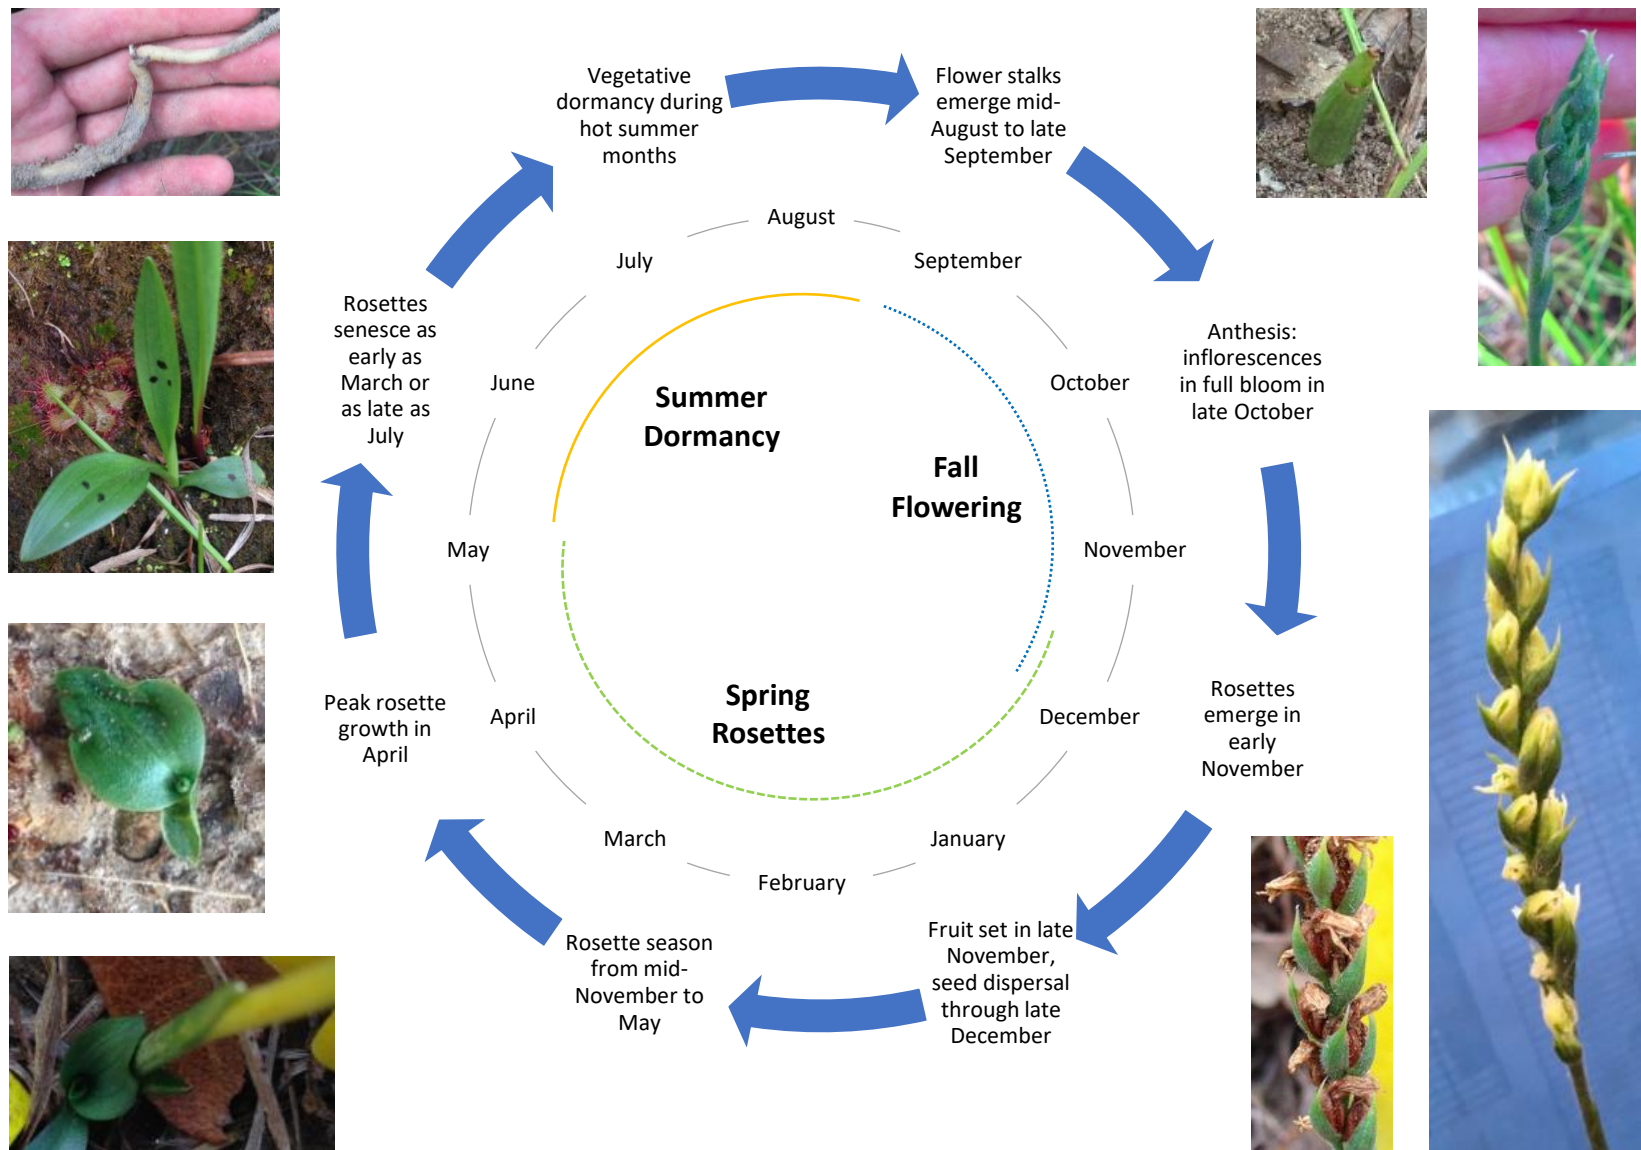 Vegetative
dormancy during
hot summer
months
Flower stalks
emerge mid-
August to late
September
Anthesis:
inflorescences
in full bloom in
late October
Rosettes
emerge in
early
November
Fruit set in late
November,
seed dispersal
through late
December
Rosette season
from mid-
November to
May
Peak rosette
growth in
April
Rosettes
senesce as
early as
March or
as late as
July
August
September
October
November
December
January
February
March
April
May
June
July
Summer
Dormancy
Fall
Flowering
Spring
Rosettes